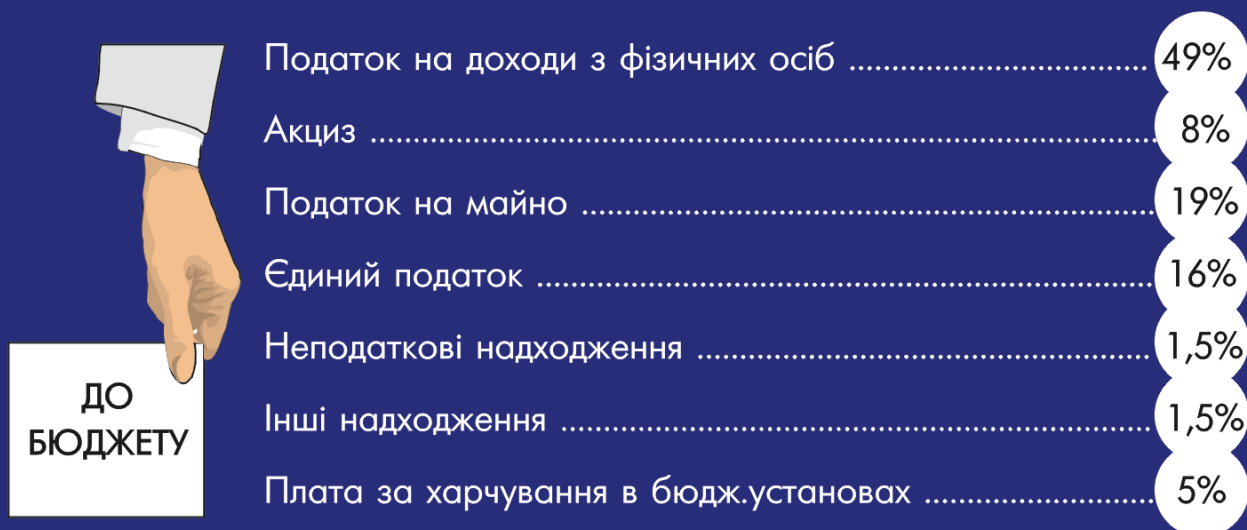 Податок на доходи з фізичних осіб ................................ 49%
Акциз ........................................................................................ 8%
Податок на майно ................................................................ 19%
Єдиний податок ..................................................................... 16%
Неподаткові надходження .................................................. 1,5%
Інші надходження .................................................................. 1,5%
Плата за харчування в бюдж.установах ......................... 5%
ДО
БЮДЖЕТУ